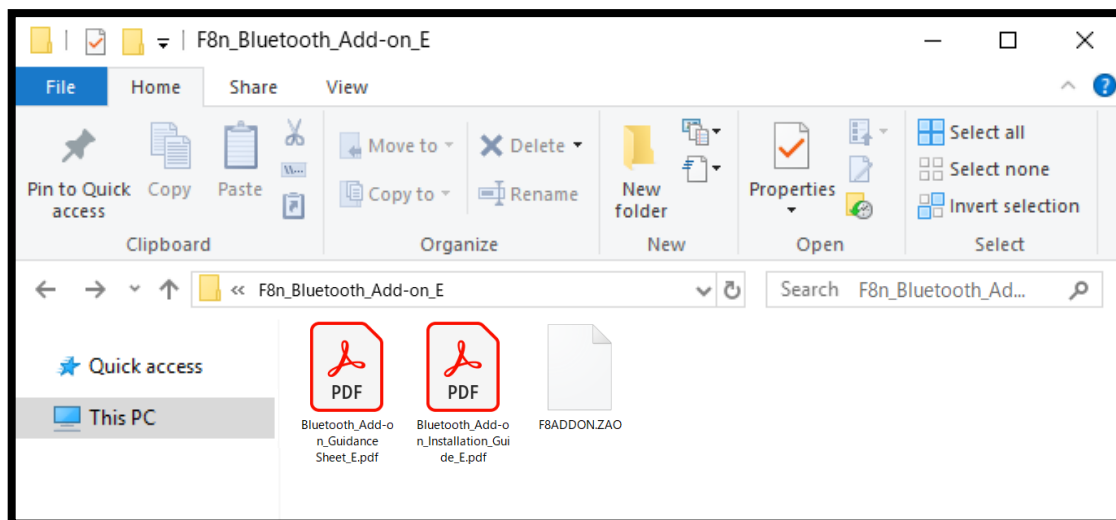 F8n_Bluetooth_Add-on_E
File Home Share View
Pin to Quick access
Copy
Paste
Clipboard
Move to
Copy to
Delete
Rename
Organize
New folder
New
Properties
Open
Select all
Select none
Invert selection
Select
« F8n_Bluetooth_Add-on_E
Search F8n_Bluetooth_Ad...
Quick access
This PC
PDF
Bluetooth_Add-o
n_Guidance
Sheet_E.pdf
PDF
Bluetooth_Add-o
n_Installation_Gui
de_E.pdf
F8ADDON.ZAO